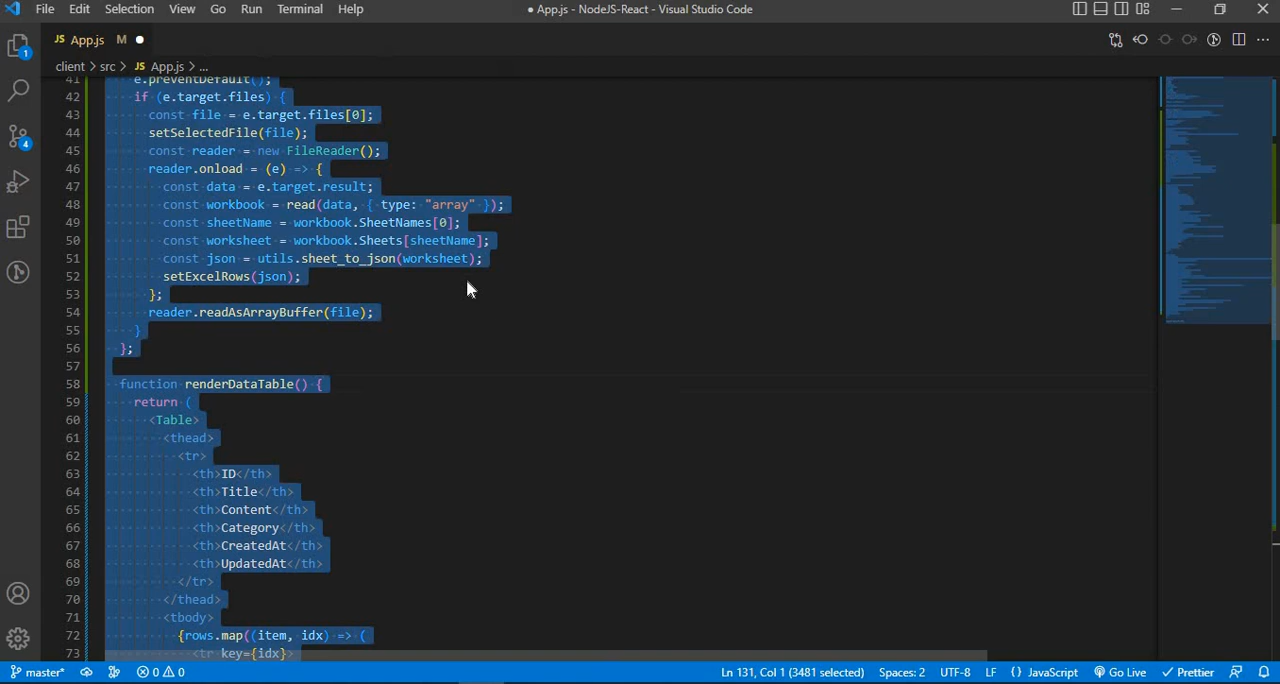 File Edit Selection View Go Run Terminal Help ● App.js - NodeJS-React - Visual Studio Code
JS App.js M ●
client > src > JS App.js > ...
1
4
41 e.preventDefault();
42 if (e.target.files) {
43 const file = e.target.files[0];
44 setSelectedFile(file);
45 const reader = new FileReader();
46 reader.onload = (e) => {
47 const data = e.target.result;
48 const workbook = read(data, { type: "array" });
49 const sheetName = workbook.SheetNames[0];
50 const worksheet = workbook.Sheets[sheetName];
51 const json = utils.sheet_to_json(worksheet);
52 setExcelRows(json);
53 };
54 reader.readAsArrayBuffer(file);
55 }
56 };
57
58 function renderDataTable() {
59 return (
60 <Table>
61 <thead>
62 <tr>
63 <th>ID</th>
64 <th>Title</th>
65 <th>Content</th>
66 <th>Category</th>
67 <th>CreatedAt</th>
68 <th>UpdatedAt</th>
69 </tr>
70 </thead>
71 <tbody>
72 {rows.map((item, idx) => (
73 <tr key={idx}>
master* 0 0 Ln 131, Col 1 (3481 selected) Spaces: 2 UTF-8 LF {} JavaScript Go Live Prettier